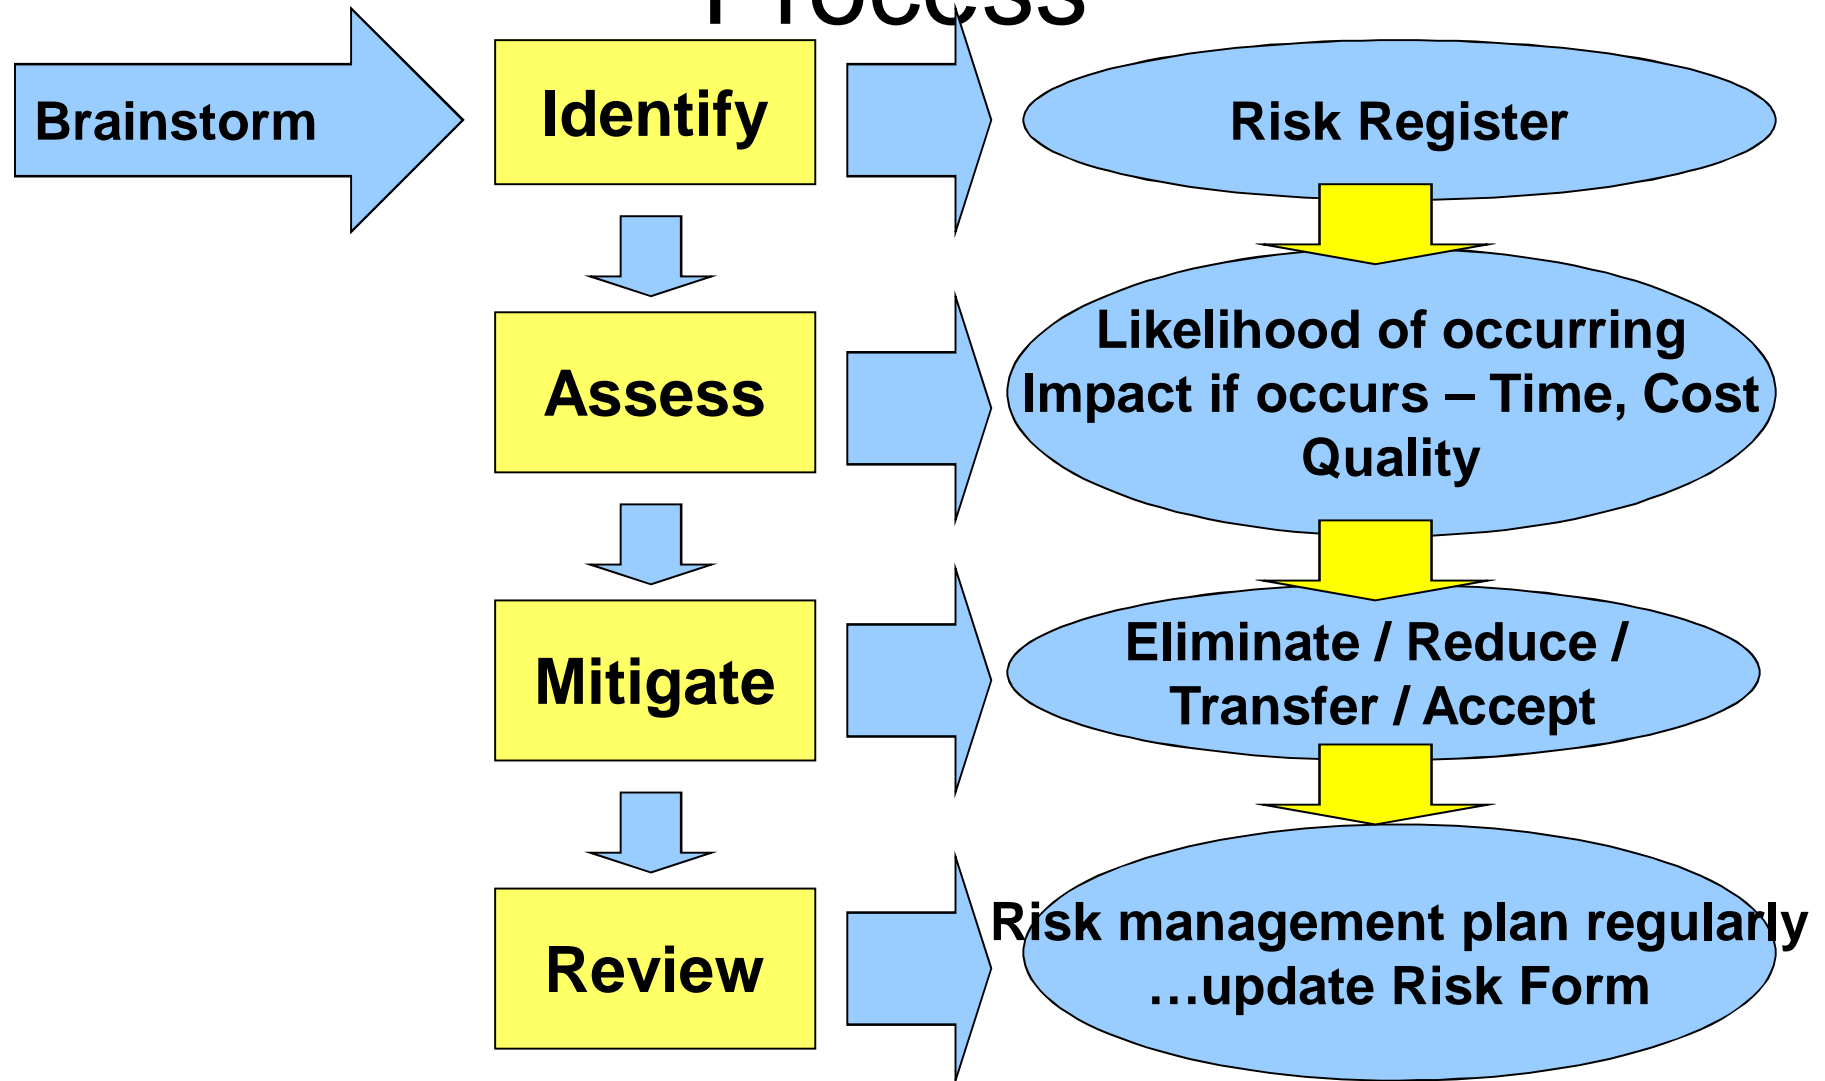 Process
Brainstorm
Identify
Risk Register
Assess
Likelihood of occurring
Impact if occurs – Time, Cost
Quality
Mitigate
Eliminate / Reduce /
Transfer / Accept
Review
Risk management plan regularly
…update Risk Form